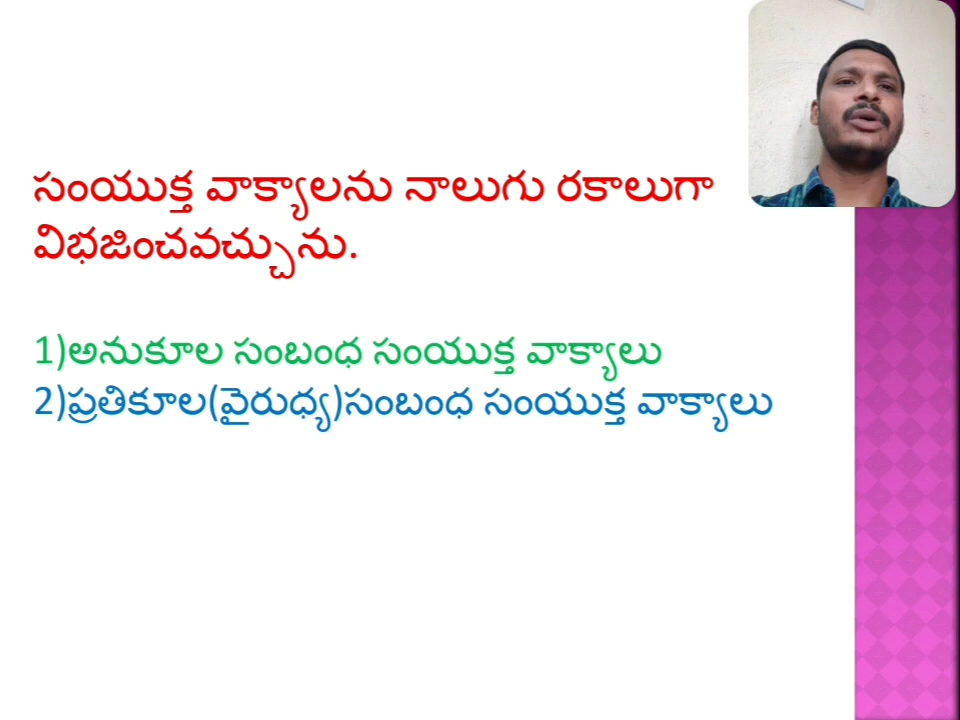 సంయుక్త వాక్యాలను నాలుగు రకాలుగా
విభజించవచ్చును.
1)అనుకూల సంబంధ సంయుక్త వాక్యాలు
2)ప్రతికూల(వైరుధ్య)సంబంధ సంయుక్త వాక్యాలు